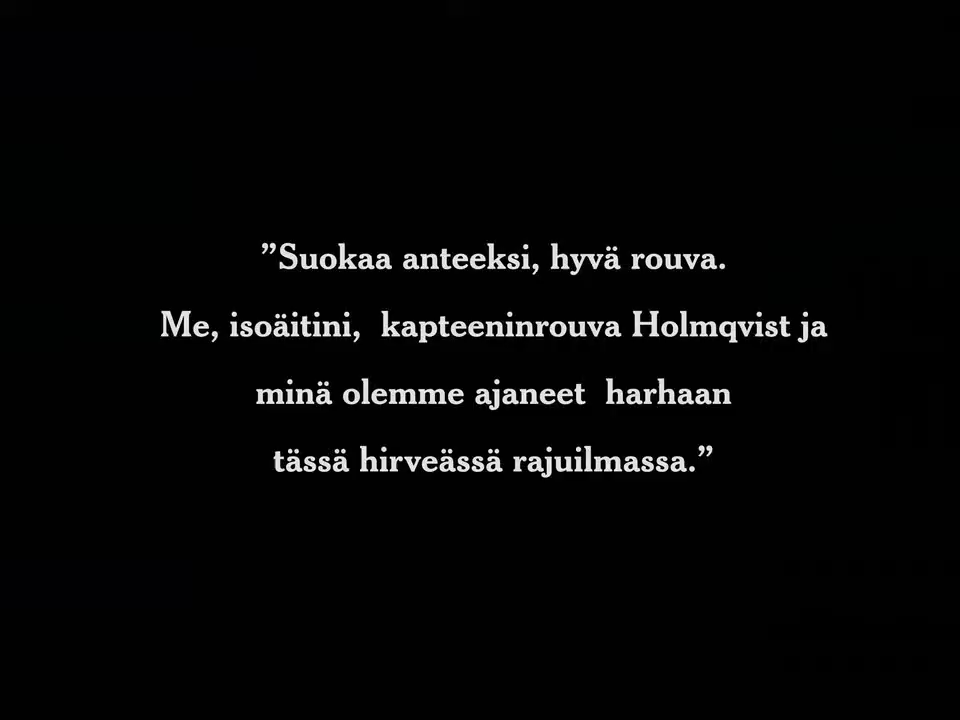 ”Suokaa anteeksi, hyvä rouva.
Me, isoäitini,  kapteeninrouva Holmqvist ja
minä olemme ajaneet  harhaan
tässä hirveässä rajuilmassa.”